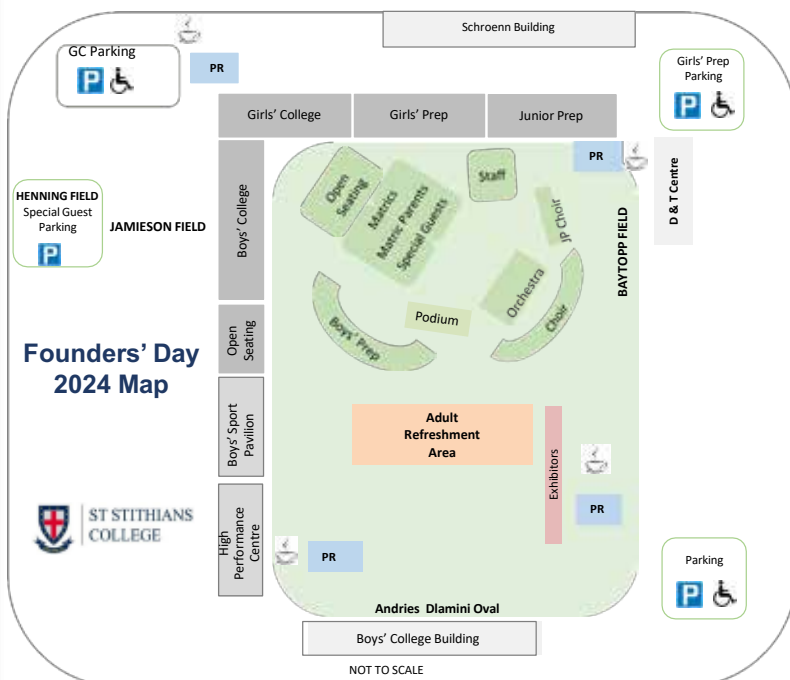 Schroenn Building
GC Parking
P
PR
Girls' Prep
Parking
P
Girls' College
Girls' Prep
Junior Prep
PR
D & T Centre
HENNING FIELD
Special Guest
Parking
P
JAMIESON FIELD
Boys' College
Open
Seating
Matrics
Matric Parents
Special Guests
Staff
JP Choir
BAYTOPP FIELD
Orchestra
Choir
Podium
Boys' Prep
Open
Seating
Founders' Day
2024 Map
Boys' Sport
Pavilion
Adult
Refreshment
Area
Exhibitors
PR
ST STITHIANS
COLLEGE
High
Performance
Centre
PR
Parking
P
Andries Dlamini Oval
Boys' College Building
NOT TO SCALE